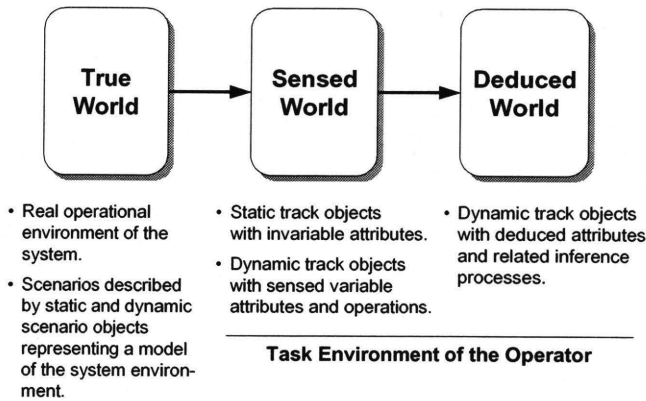 True
World
Sensed
World
Deduced
World
• Real operational
environment of the
system.
• Scenarios described
by static and dynamic
scenario objects
representing a model
of the system environ-
ment.
• Static track objects
with invariable attributes.
• Dynamic track objects
with sensed variable
attributes and operations.
• Dynamic track objects
with deduced attributes
and related inference
processes.
Task Environment of the Operator